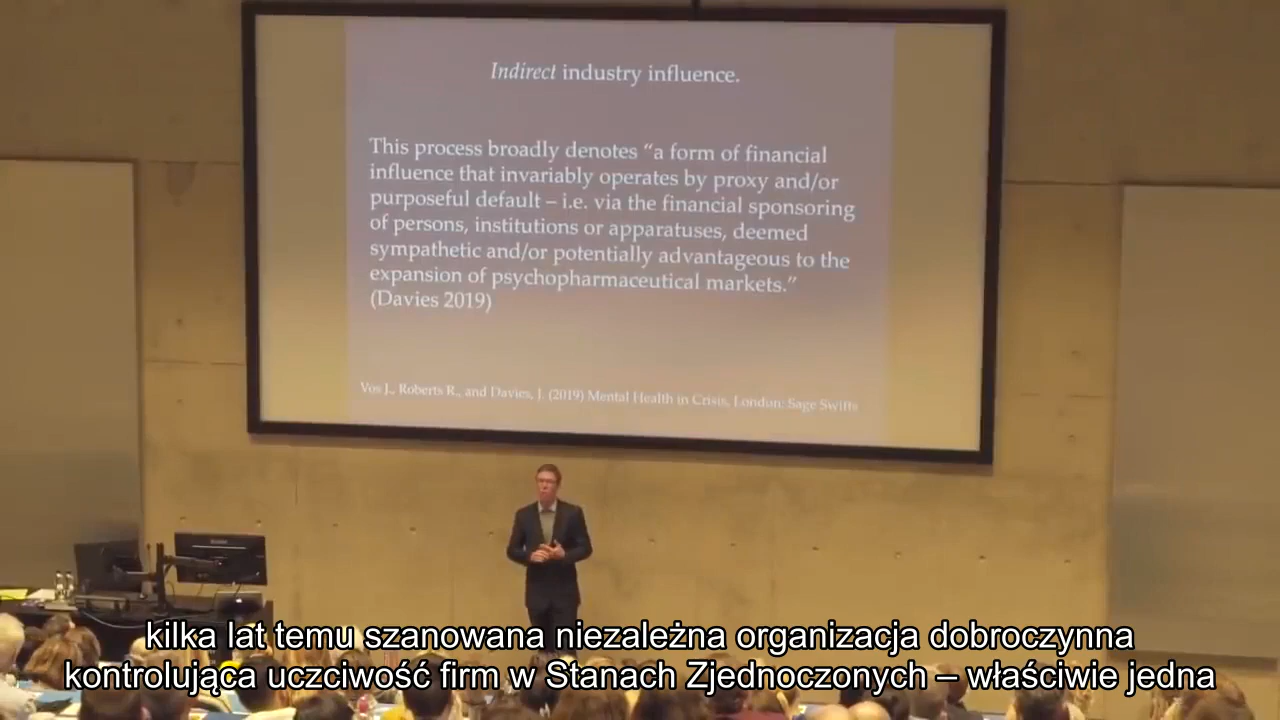 Indirect industry influence.
This process broadly denotes “a form of financial
influence that invariably operates by proxy and/or
purposeful default – i.e. via the financial sponsoring
of persons, institutions or apparatuses, deemed
sympathetic and/or potentially advantageous to the
expansion of psychopharmaceutical markets.”
(Davies 2019)
Vos J., Roberts R., and Davies, J. (2019) Mental Health in Crisis, London: Sage Swifts
kilka lat temu szanowana niezależna organizacja dobroczynna
kontrolująca uczciwość firm w Stanach Zjednoczonych – właściwie jedna